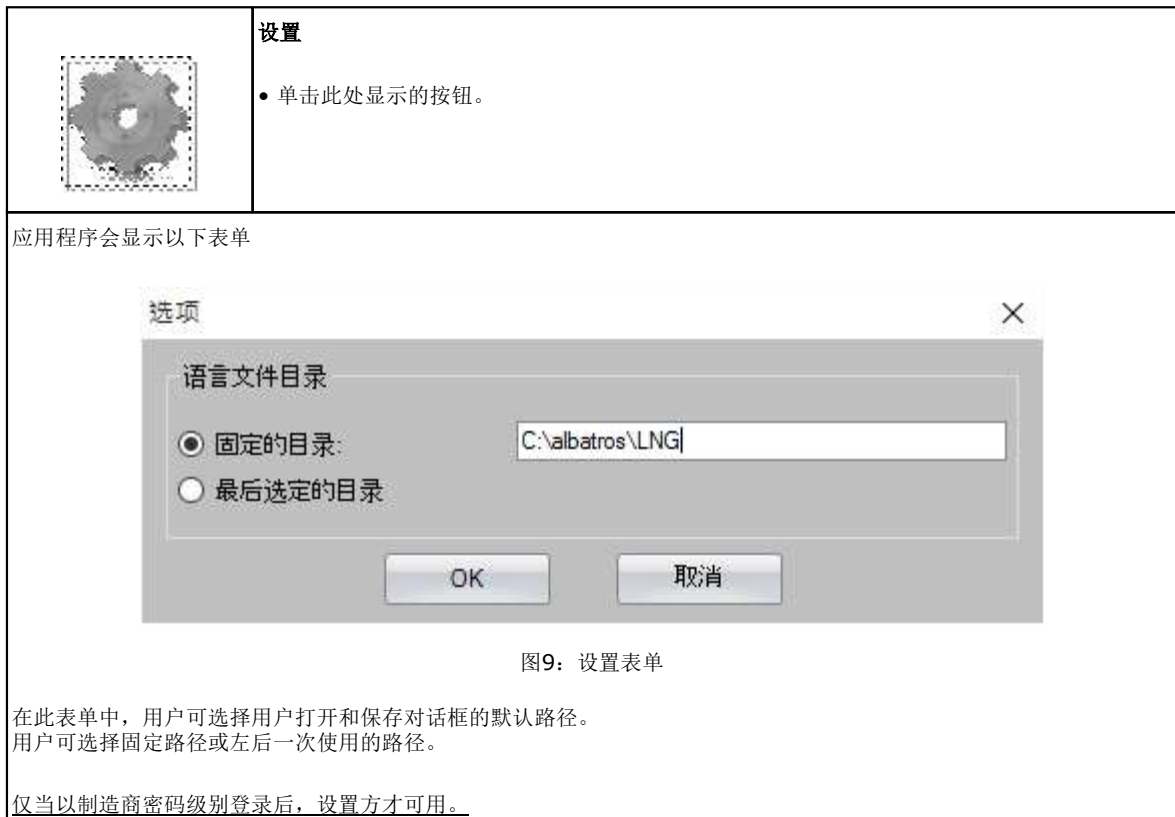 设置
• 单击此处显示的按钮。
应用程序会显示以下表单
选项
语言文件目录
固定的目录:
C:\albatros\LNG
最后选定的目录
OK
取消
图9：设置表单
在此表单中，用户可选择用户打开和保存对话框的默认路径。
用户可选择固定路径或左后一次使用的路径。
仅当以制造商密码级别登录后，设置方才可用。